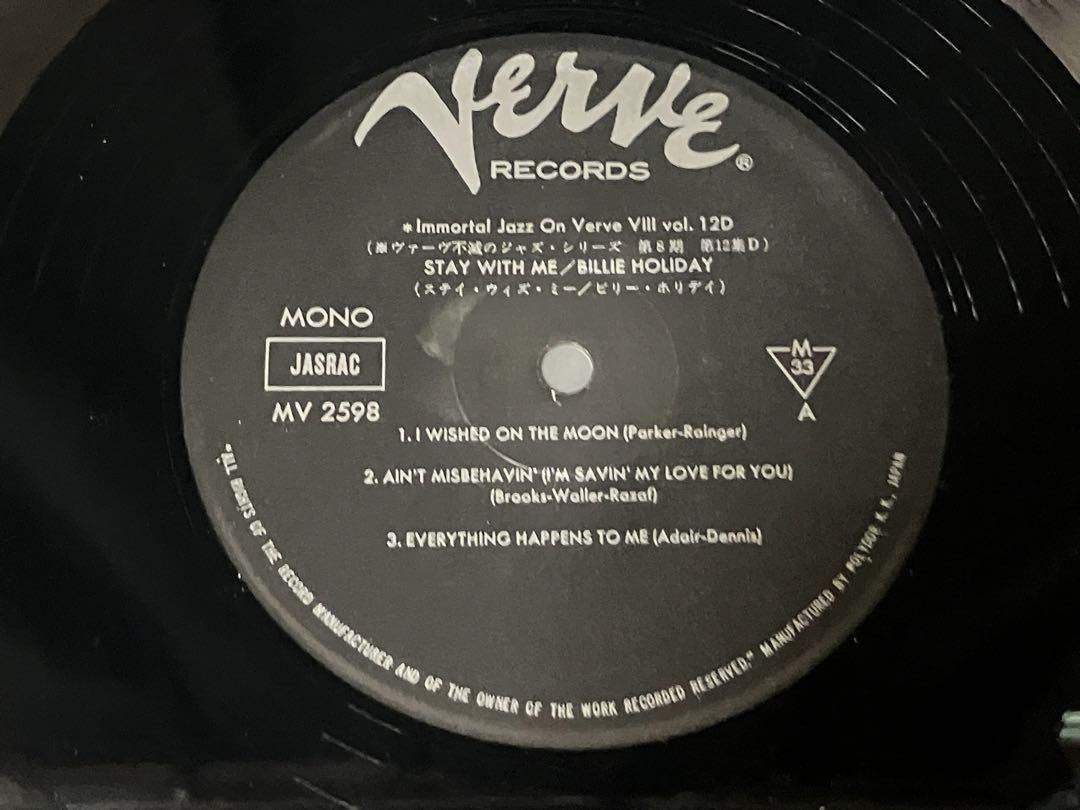 Verve®
RECORDS
*Immortal Jazz On Verve VIII vol. 12D
(※ヴァーヴ不滅のジャズ・シリーズ 第8期 第12集D)
STAY WITH ME/BILLIE HOLIDAY
(ステイ・ウィズ・ミー/ビリー・ホリデイ)
MONO
JASRAC
MV 2598
M
33
A
1. I WISHED ON THE MOON (Parker-Rainger)
2. AIN'T MISBEHAVIN' (I'M SAVIN' MY LOVE FOR YOU)
(Brooks-Waller-Razaf)
3. EVERYTHING HAPPENS TO ME (Adair-Dennis)
"ALL RIGHTS OF THE RECORD MANUFACTURER AND OF THE OWNER OF THE WORK RECORDED RESERVED." MANUFACTURED BY POLYDOR K.K., JAPAN